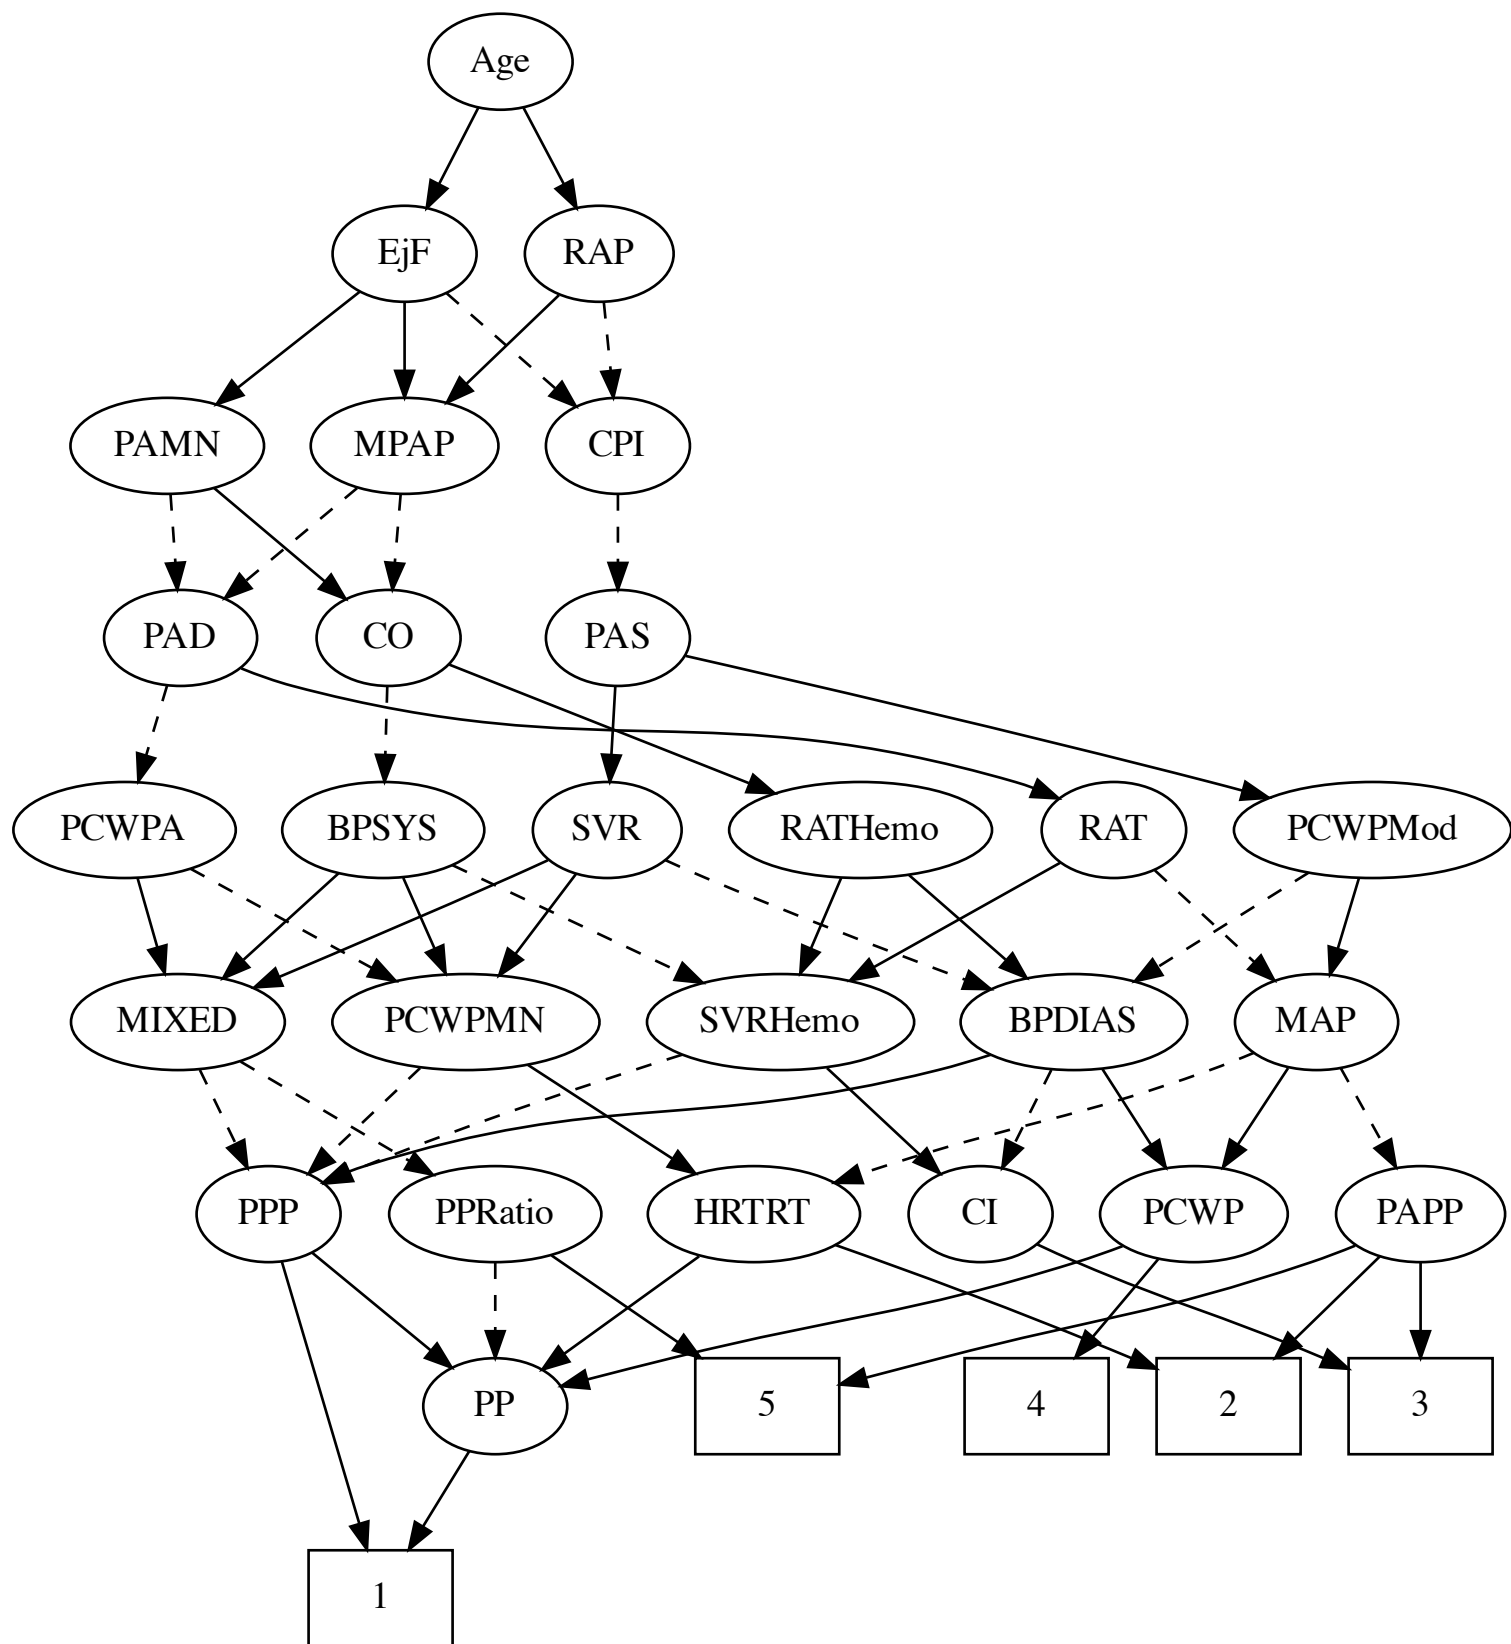 Age
EjF RAP
PAMN MPAP CPI
PAD CO PAS
PCWPA BPSYS SVR RATHemo RAT PCWPMod
MIXED PCWPMN SVRHemo BPDIAS MAP
PPP PPRatio HRTRT CI PCWP PAPP
PP 5 4 2 3
1